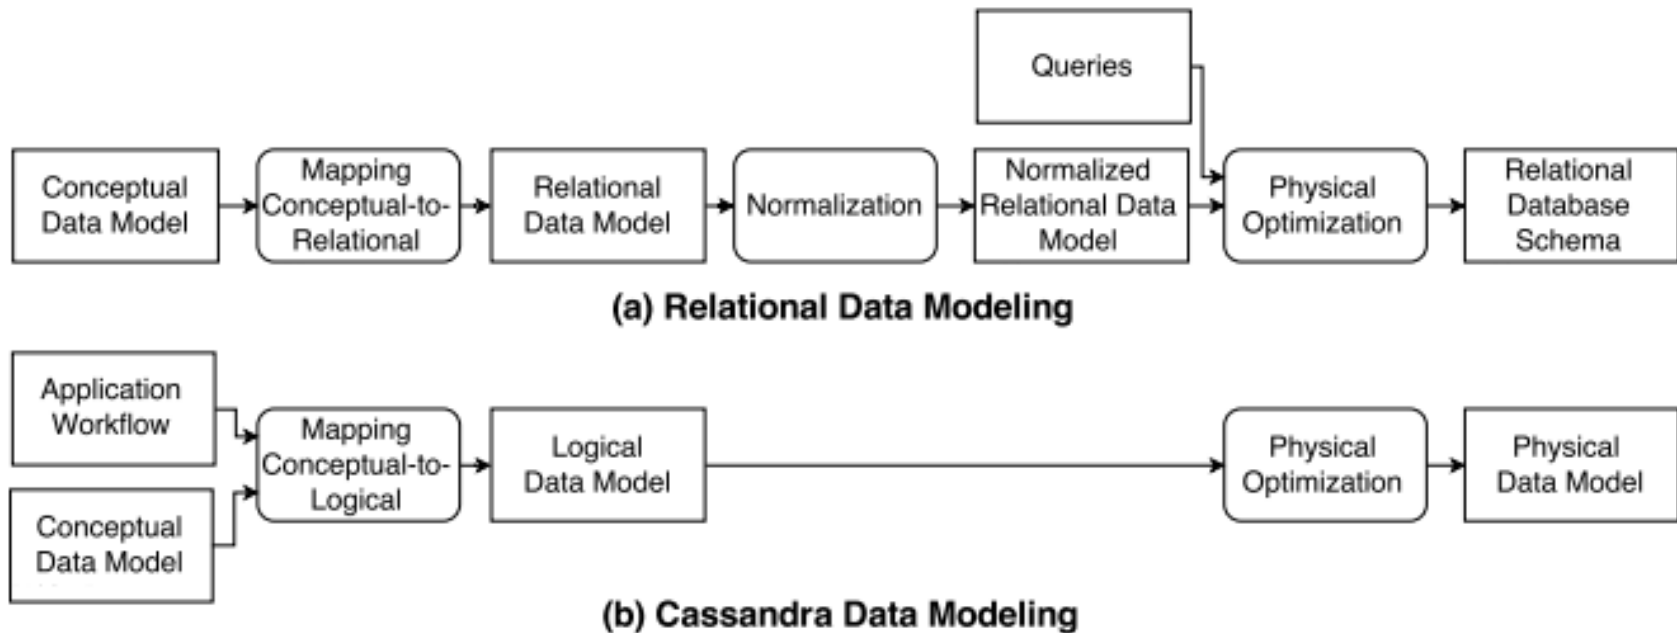 Queries
Conceptual
Data Model
Mapping
Conceptual-to-
Relational
Relational
Data Model
Normalization
Normalized
Relational Data
Model
Physical
Optimization
Relational
Database
Schema
(a) Relational Data Modeling
Application
Workflow
Conceptual
Data Model
Mapping
Conceptual-to-
Logical
Logical
Data Model
Physical
Optimization
Physical
Data Model
(b) Cassandra Data Modeling